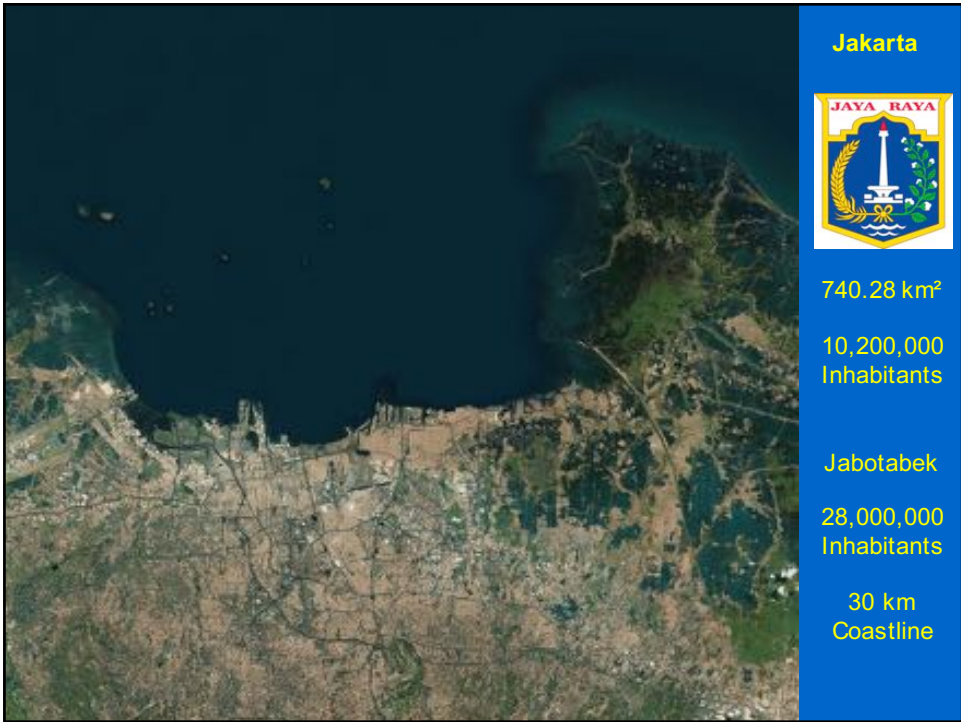 Jakarta
JAYA RAYA
740.28 km²
10,200,000
Inhabitants
Jabotabek
28,000,000
Inhabitants
30 km
Coastline